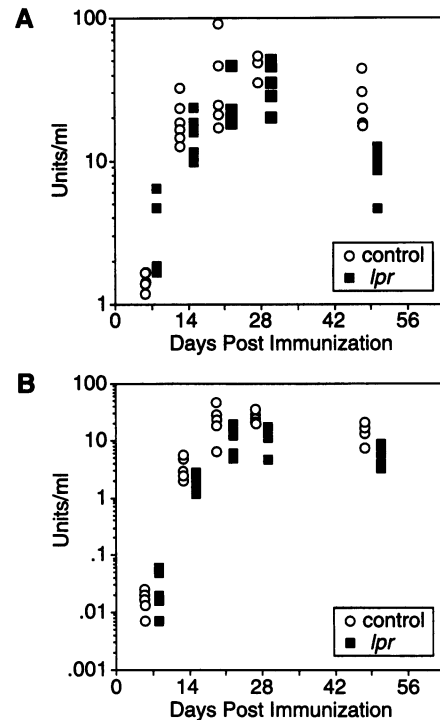 A
Units/ml
100
10
1
0 14 28 42 56
Days Post Immunization
control
lpr
B
Units/ml
100
10
1
.1
.01
.001
0 14 28 42 56
Days Post Immunization
control
lpr